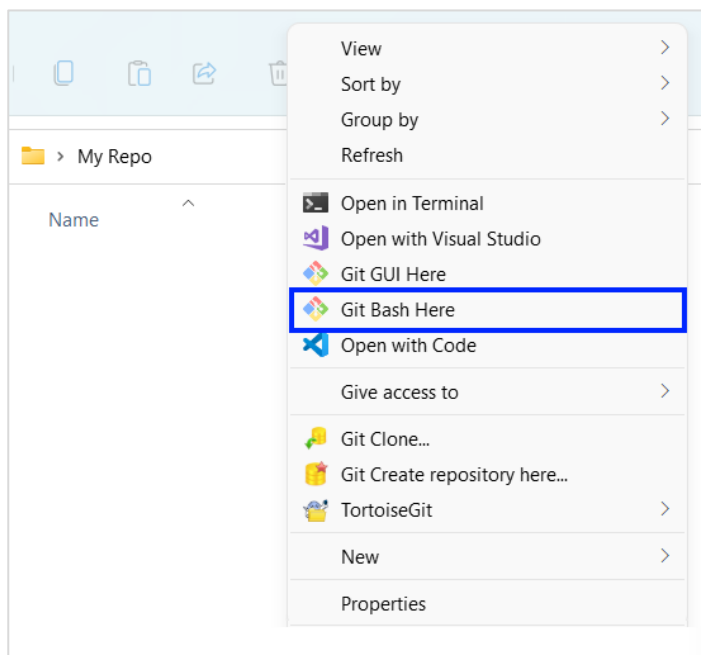 My Repo
Name
View
Sort by
Group by
Refresh
Open in Terminal
Open with Visual Studio
Git GUI Here
Git Bash Here
Open with Code
Give access to
Git Clone...
Git Create repository here...
TortoiseGit
New
Properties